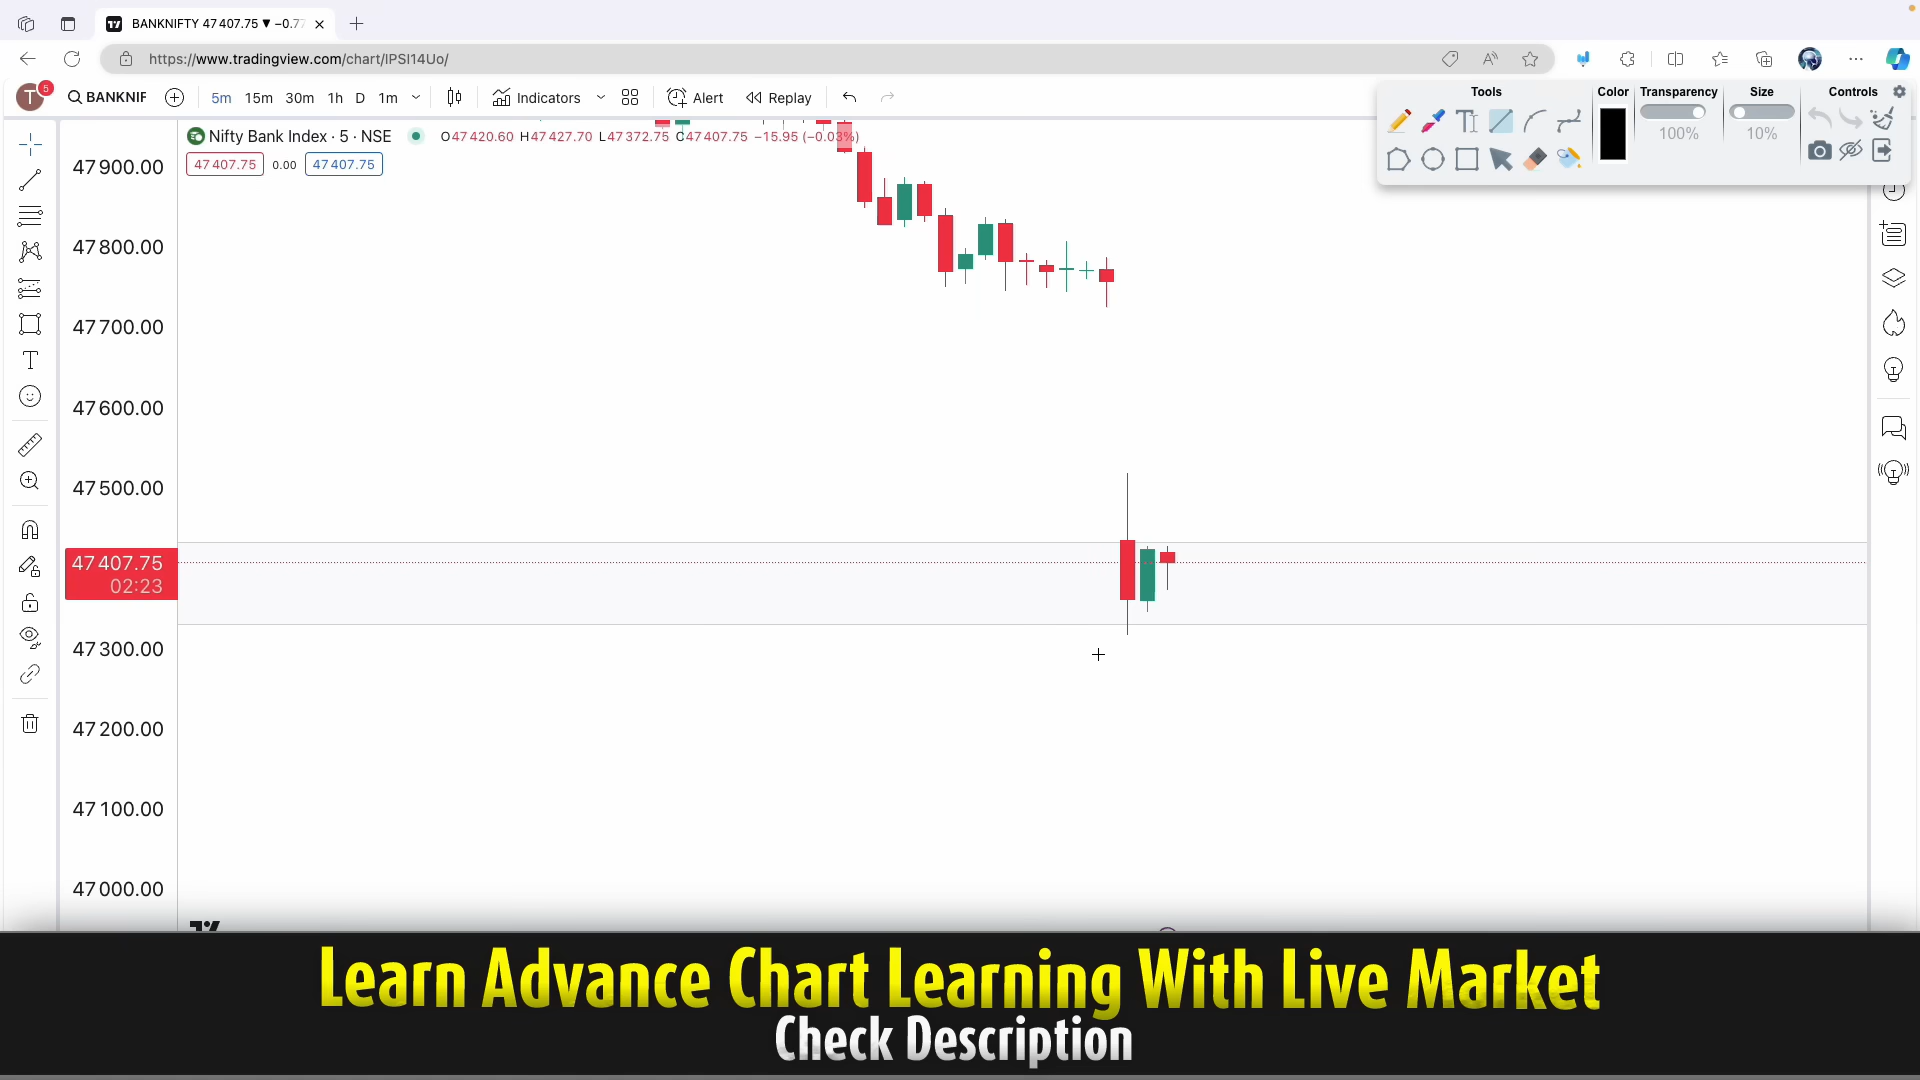 BANKNIFTY 47 407.75 ▼ −0.77
https://www.tradingview.com/chart/IPSI14Uo/
T 5 BANKNIF 5m 15m 30m 1h D 1m Indicators Alert Replay
Tools Color Transparency Size Controls
100% 10%
Nifty Bank Index · 5 · NSE O47 420.60 H47 427.70 L47 372.75 C47 407.75 −15.95 (−0.03%)
47 407.75 0.00 47 407.75
47 900.00
47 800.00
47 700.00
47 600.00
47 500.00
47 407.75
02:23
47 300.00
47 200.00
47 100.00
47 000.00
Learn Advance Chart Learning With Live Market
Check Description